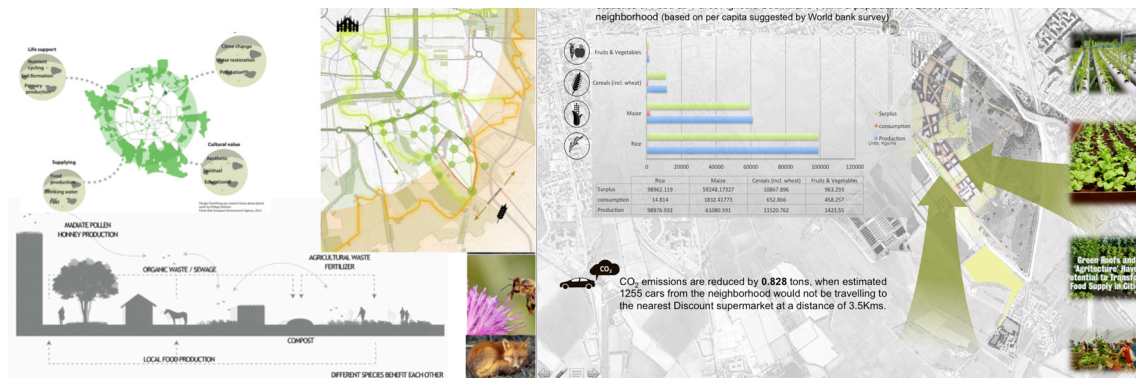 Life support
Nutrient
cycling
Soil formation
Primary
production
Clime change
Water restoration
Pollination
Cultural value
Aesthetic
Spiritual
Educational
Supplying
Food
production
Drinking water
MADIATE POLLEN
HONNEY PRODUCTION
ORGANIC WASTE / SEWAGE
AGRICULTURAL WASTE
FERTILIZER
COMPOST
LOCAL FOOD PRODUCTION
DIFFERENT SPECIES BENEFIT EACH OTHER
neighborhood (based on per capita suggested by World bank survey)
Fruits & Vegetables
Cereals (incl. wheat)
Maize
Rice
0 20000 40000 60000 80000 100000 120000
Surplus
consumption
Production
Units: Kgs/Ha
Rice Maize Cereals (incl. wheat) Fruits & Vegetables
Surplus 98962.119 59248.17327 10867.896 963.293
consumption 14.814 1832.41773 652.866 458.257
Production 98976.933 61080.591 11520.762 1421.55
CO2
CO2 emissions are reduced by 0.828 tons, when estimated
1255 cars from the neighborhood would not be travelling to
the nearest Discount supermarket at a distance of 3.5Kms.
Green Roofs and
'Agritecture' Have
Potential to Transfo
Food Supply in Citi